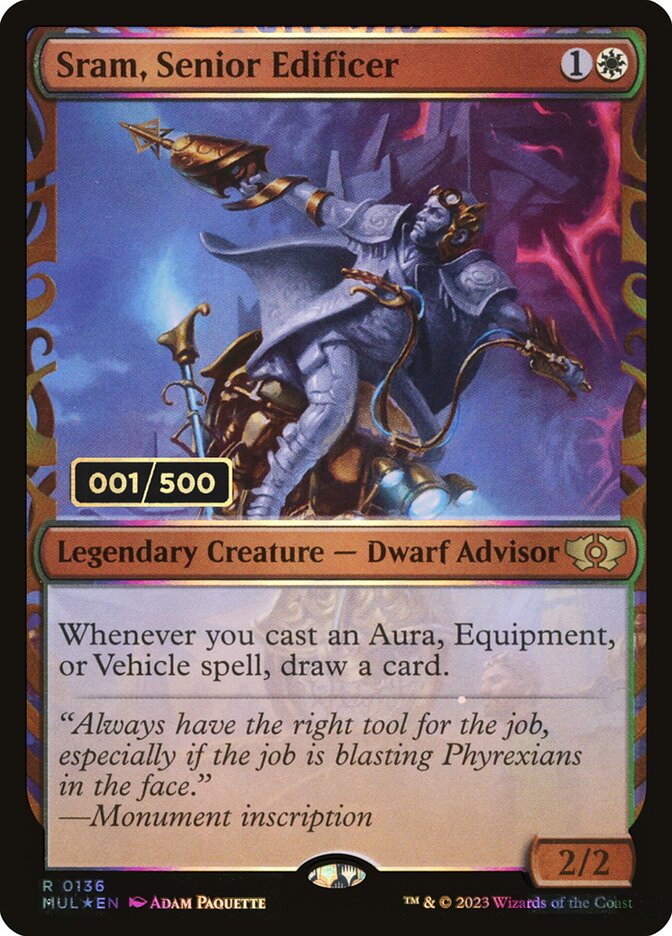 Sram, Senior Edificer 1
001/500
Legendary Creature — Dwarf Advisor
Whenever you cast an Aura, Equipment,
or Vehicle spell, draw a card.
“Always have the right tool for the job,
especially if the job is blasting Phyrexians
in the face.”
—Monument inscription
2/2
R 0136
MUL★EN Adam Paquette
™ & © 2023 Wizards of the Coast